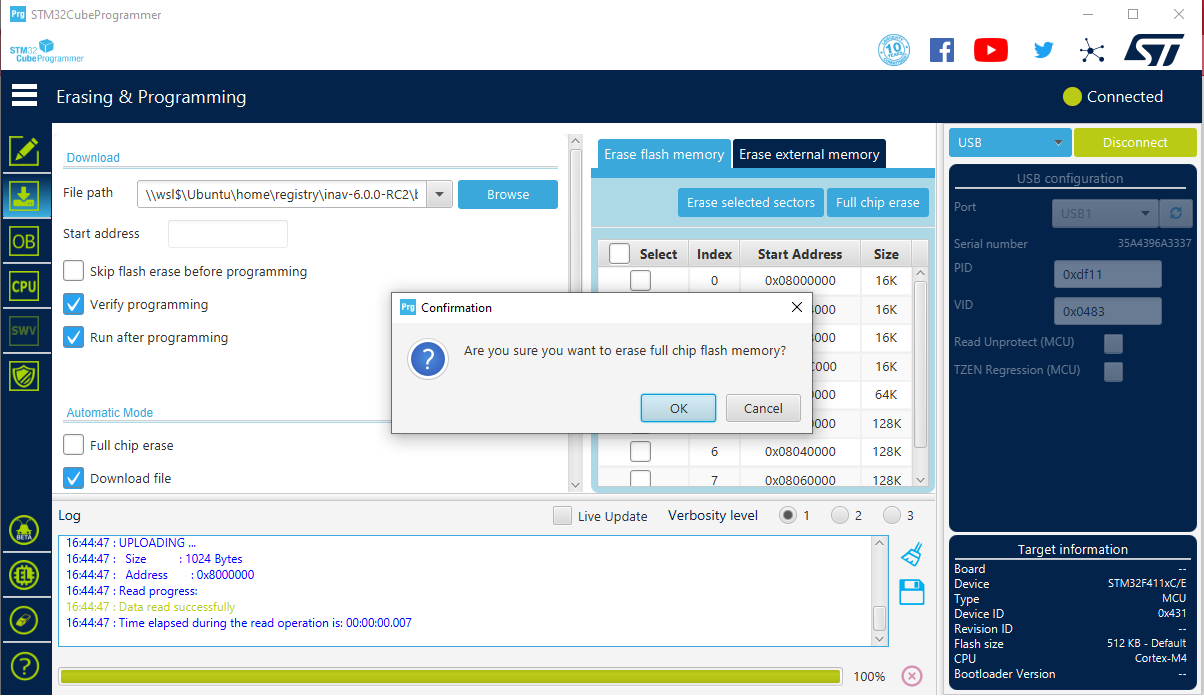 Prg STM32CubeProgrammer
STM32
CubeProgrammer
10 YEARS
Erasing & Programming
Connected
Download
File path
\\wsl$\Ubuntu\home\registry\inav-6.0.0-RC2\b
Browse
Start address
Skip flash erase before programming
Verify programming
Run after programming
Automatic Mode
Full chip erase
Download file
OB
CPU
SWV
BETA
Erase flash memory
Erase external memory
Erase selected sectors
Full chip erase
Select Index Start Address Size
0 0x08000000 16K
000 16K
000 16K
C000 16K
000 64K
000 128K
6 0x08040000 128K
7 0x08060000 128K
Prg Confirmation
Are you sure you want to erase full chip flash memory?
OK
Cancel
USB
Disconnect
USB configuration
Port USB1
Serial number 35A4396A3337
PID 0xdf11
VID 0x0483
Read Unprotect (MCU)
TZEN Regression (MCU)
Log
Live Update Verbosity level 1 2 3
16:44:47 : UPLOADING ...
16:44:47 : Size : 1024 Bytes
16:44:47 : Address : 0x8000000
16:44:47 : Read progress:
16:44:47 : Data read successfully
16:44:47 : Time elapsed during the read operation is: 00:00:00.007
100%
Target information
Board --
Device STM32F411xC/E
Type MCU
Device ID 0x431
Revision ID --
Flash size 512 KB - Default
CPU Cortex-M4
Bootloader Version --